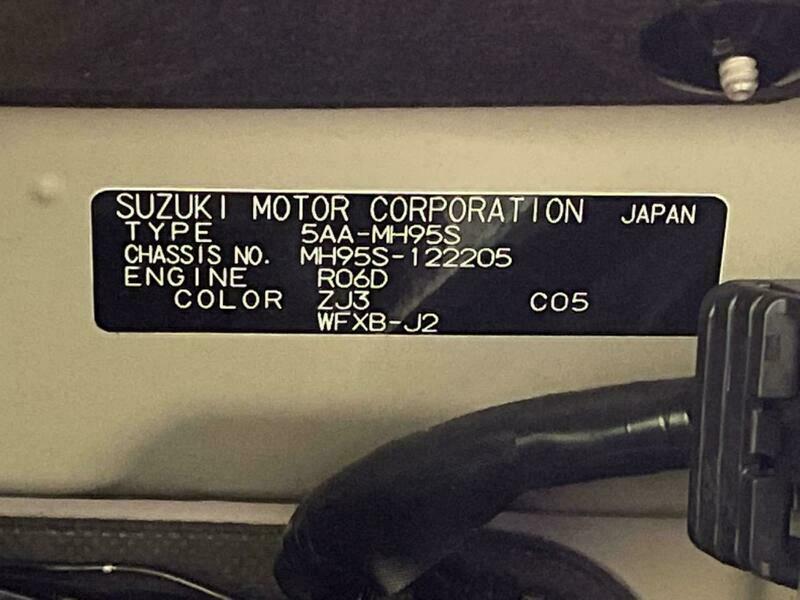 SUZUKI MOTOR CORPORATION JAPAN
TYPE 5AA-MH95S
CHASSIS NO. MH95S-122205
ENGINE R06D
COLOR ZJ3 C05
WFXB-J2